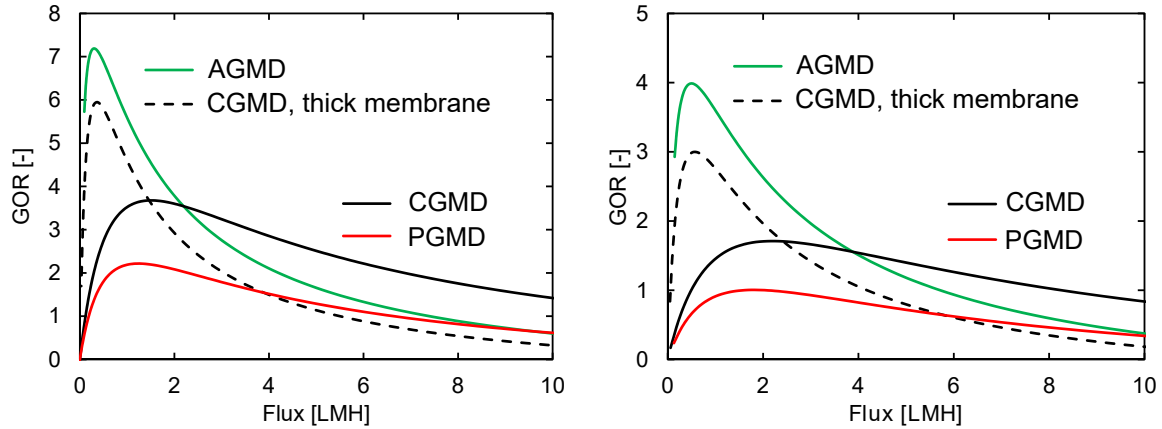 8
7
6
5
4
3
2
1
0
GOR [-]
AGMD
CGMD, thick membrane
CGMD
PGMD
0 2 4 6 8 10
Flux [LMH]
5
4
3
2
1
0
GOR [-]
AGMD
CGMD, thick membrane
CGMD
PGMD
0 2 4 6 8 10
Flux [LMH]